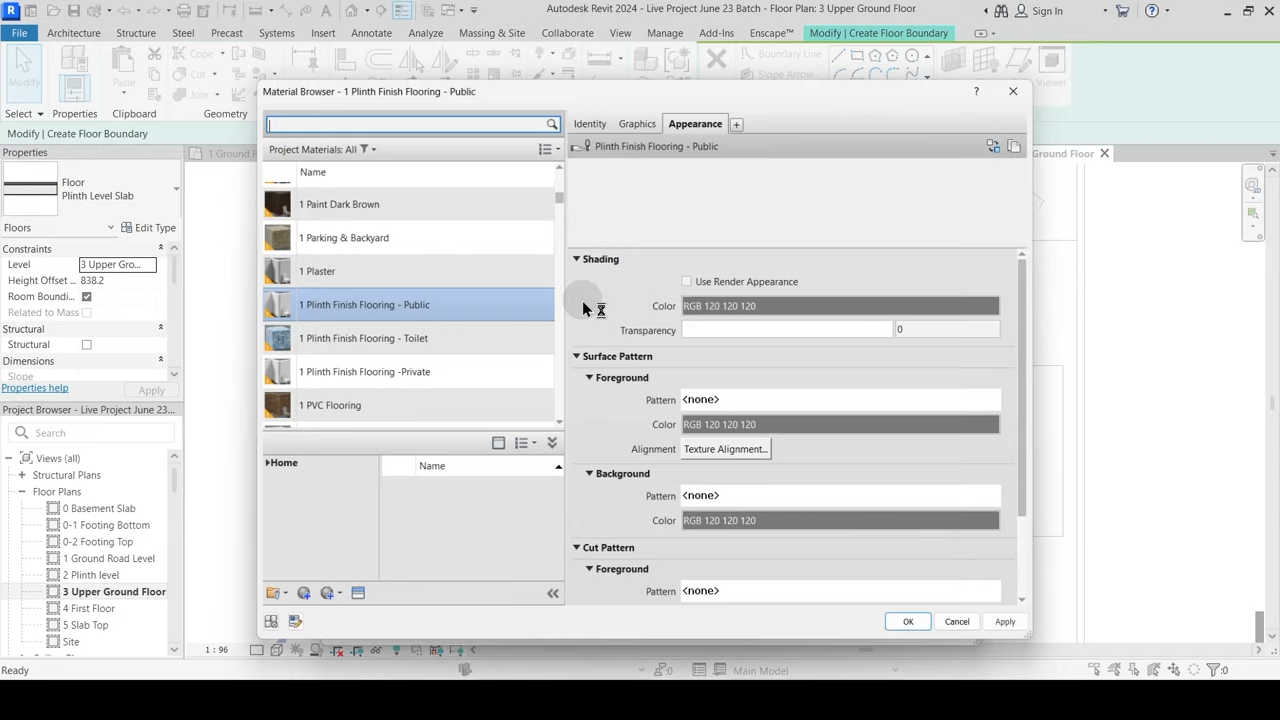 Autodesk Revit 2024 - Live Project June 23 Batch - Floor Plan: 3 Upper Ground Floor
Sign In
File Architecture Structure Steel Precast Systems Insert Annotate Analyze Massing & Site Collaborate View Manage Add-Ins Enscape™ Modify | Create Floor Boundary
Modify
Paste
Cope
Cut
Join
Boundary Line
Slope Arrow
Viewer
Select Properties Clipboard Geometry
Modify | Create Floor Boundary
Properties
Floor
Plinth Level Slab
Floors Edit Type
Constraints
Level 3 Upper Gro...
Height Offset ... 838.2
Room Boundi...
Related to Mass
Structural
Structural
Dimensions
Slope
Properties help Apply
Project Browser - Live Project June 23...
Search
Views (all)
Structural Plans
Floor Plans
0 Basement Slab
0-1 Footing Bottom
0-2 Footing Top
1 Ground Road Level
2 Plinth level
3 Upper Ground Floor
4 First Floor
5 Slab Top
Site
Material Browser - 1 Plinth Finish Flooring - Public
Project Materials: All
Name
1 Paint Dark Brown
1 Parking & Backyard
1 Plaster
1 Plinth Finish Flooring - Public
1 Plinth Finish Flooring - Toilet
1 Plinth Finish Flooring -Private
1 PVC Flooring
Home Name
Identity Graphics Appearance
Plinth Finish Flooring - Public
Shading
Use Render Appearance
Color RGB 120 120 120
Transparency 0
Surface Pattern
Foreground
Pattern <none>
Color RGB 120 120 120
Alignment Texture Alignment...
Background
Pattern <none>
Color RGB 120 120 120
Cut Pattern
Foreground
Pattern <none>
OK Cancel Apply
1 : 96
Ready :0 Main Model :0